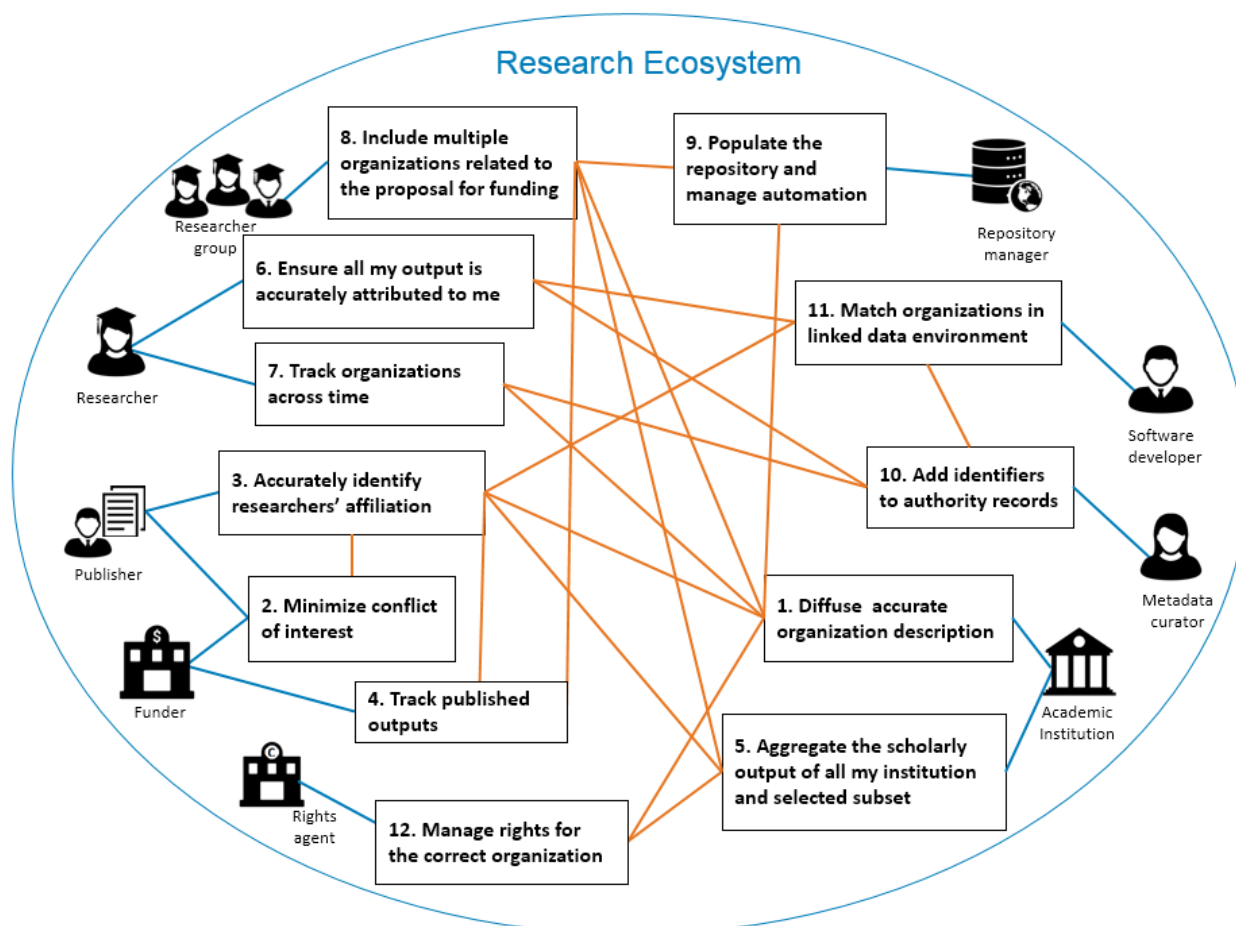 Research Ecosystem
8. Include multiple
organizations related to
the proposal for funding
9. Populate the
repository and
manage automation
Researcher
group
Repository
manager
6. Ensure all my output is
accurately attributed to me
11. Match organizations in
linked data environment
Researcher
7. Track organizations
across time
Software
developer
3. Accurately identify
researchers’ affiliation
10. Add identifiers
to authority records
Publisher
Metadata
curator
2. Minimize conflict
of interest
1. Diffuse accurate
organization description
$
Funder
4. Track published
outputs
Academic
Institution
5. Aggregate the scholarly
output of all my institution
and selected subset
C
Rights
agent
12. Manage rights for
the correct organization